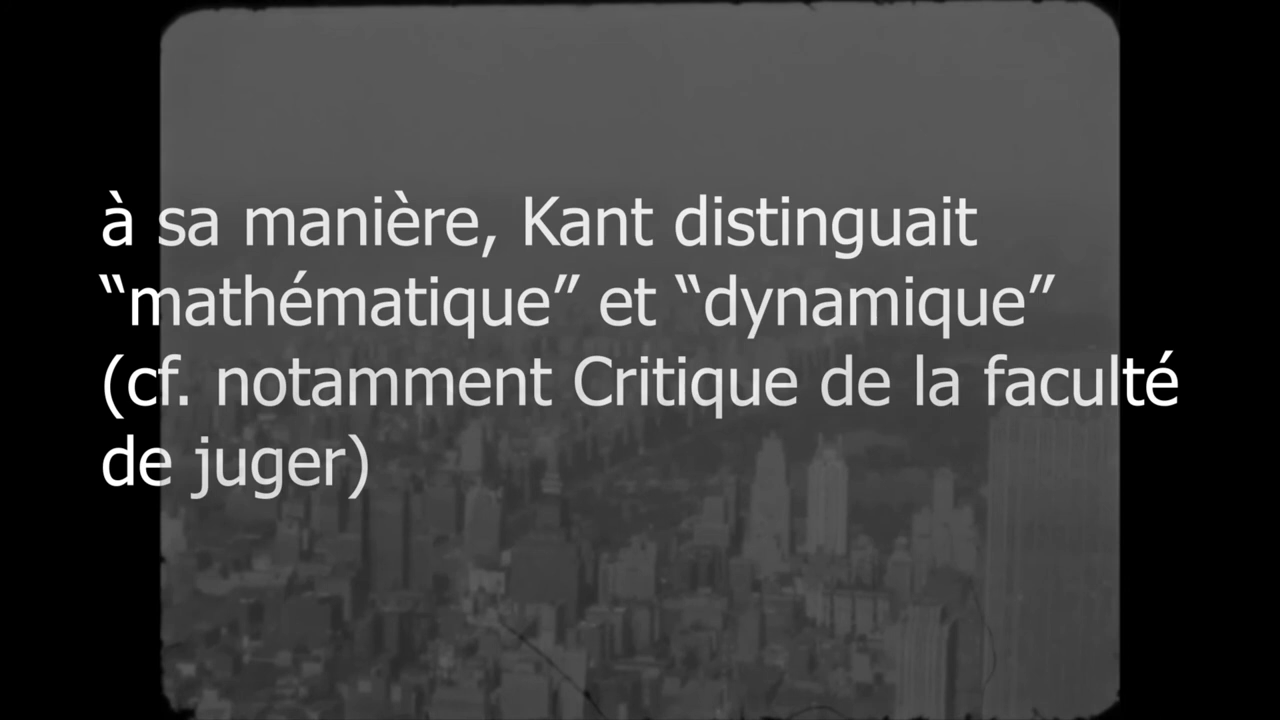 à sa manière, Kant distinguait
“mathématique” et “dynamique”
(cf. notamment Critique de la faculté
de juger)